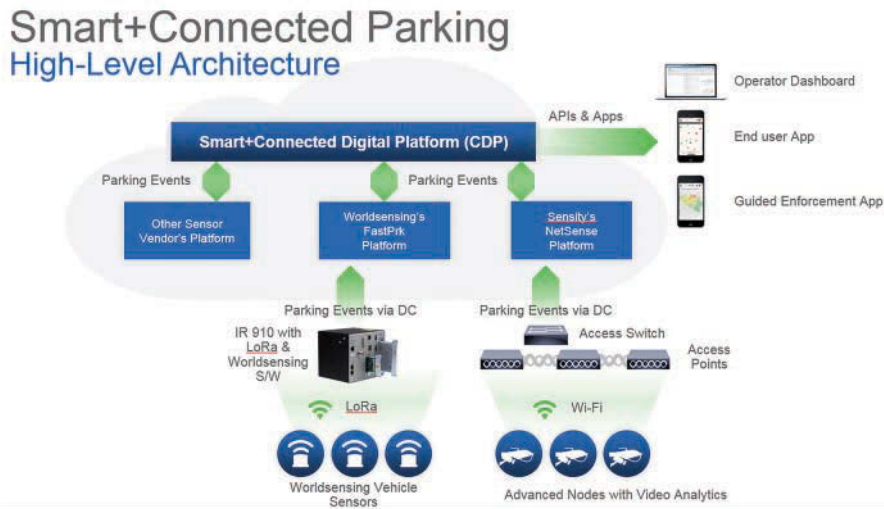 Smart+Connected Parking
High-Level Architecture
Operator Dashboard
APIs & Apps
Smart+Connected Digital Platform (CDP)
End user App
Parking Events
Parking Events
Guided Enforcement App
Other Sensor
Vendor's Platform
Worldsensing's
FastPrk
Platform
Sensity's
NetSense
Platform
Parking Events via DC
Parking Events via DC
IR 910 with
LoRa &
Worldsensing
S/W
Access Switch
Access
Points
LoRa
Wi-Fi
Worldsensing Vehicle
Sensors
Advanced Nodes with Video Analytics